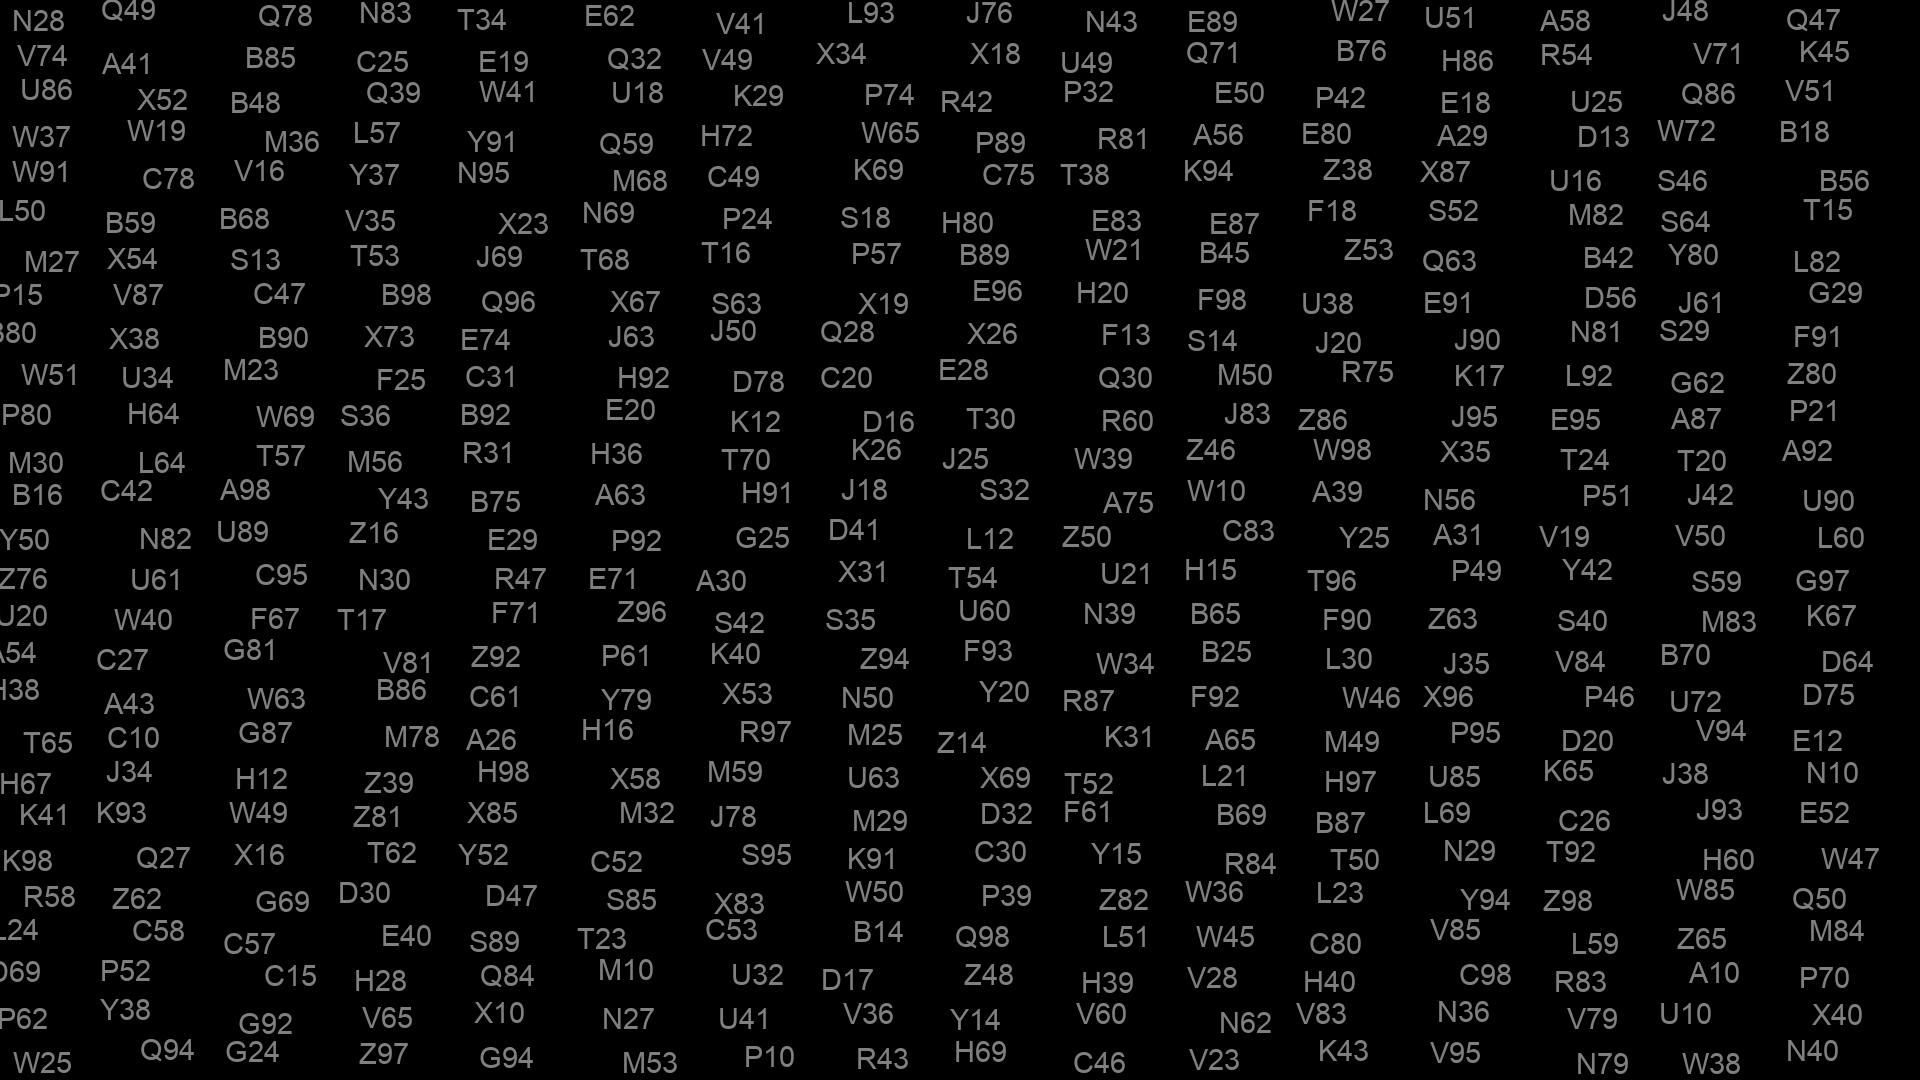 N28 Q49 Q78 N83 T34 E62 V41 L93 J76 N43 E89 W27 U51 A58 J48 Q47
V74 A41 B85 C25 E19 Q32 V49 X34 X18 U49 Q71 B76 H86 R54 V71 K45
U86 X52 B48 Q39 W41 U18 K29 P74 R42 P32 E50 P42 E18 U25 Q86 V51
W37 W19 M36 L57 Y91 Q59 H72 W65 P89 R81 A56 E80 A29 D13 W72 B18
W91 C78 V16 Y37 N95 M68 C49 K69 C75 T38 K94 Z38 X87 U16 S46 B56
L50 B59 B68 V35 X23 N69 P24 S18 H80 E83 E87 F18 S52 M82 S64 T15
M27 X54 S13 T53 J69 T68 T16 P57 B89 W21 B45 Z53 Q63 B42 Y80 L82
P15 V87 C47 B98 Q96 X67 S63 X19 E96 H20 F98 U38 E91 D56 J61 G29
80 X38 B90 X73 E74 J63 J50 Q28 X26 F13 S14 J20 J90 N81 S29 F91
W51 U34 M23 F25 C31 H92 D78 C20 E28 Q30 M50 R75 K17 L92 G62 Z80
P80 H64 W69 S36 B92 E20 K12 D16 T30 R60 J83 Z86 J95 E95 A87 P21
M30 L64 T57 M56 R31 H36 T70 K26 J25 W39 Z46 W98 X35 T24 T20 A92
B16 C42 A98 Y43 B75 A63 H91 J18 S32 A75 W10 A39 N56 P51 J42 U90
Y50 N82 U89 Z16 E29 P92 G25 D41 L12 Z50 C83 Y25 A31 V19 V50 L60
Z76 U61 C95 N30 R47 E71 A30 X31 T54 U21 H15 T96 P49 Y42 S59 G97
U20 W40 F67 T17 F71 Z96 S42 S35 U60 N39 B65 F90 Z63 S40 M83 K67
A54 C27 G81 V81 Z92 P61 K40 Z94 F93 W34 B25 L30 J35 V84 B70 D64
H38 A43 W63 B86 C61 Y79 X53 N50 Y20 R87 F92 W46 X96 P46 U72 D75
T65 C10 G87 M78 A26 H16 R97 M25 Z14 K31 A65 M49 P95 D20 V94 E12
H67 J34 H12 Z39 H98 X58 M59 U63 X69 T52 L21 H97 U85 K65 J38 N10
K41 K93 W49 Z81 X85 M32 J78 M29 D32 F61 B69 B87 L69 C26 J93 E52
K98 Q27 X16 T62 Y52 C52 S95 K91 C30 Y15 R84 T50 N29 T92 H60 W47
R58 Z62 G69 D30 D47 S85 X83 W50 P39 Z82 W36 L23 Y94 Z98 W85 Q50
L24 C58 C57 E40 S89 T23 C53 B14 Q98 L51 W45 C80 V85 L59 Z65 M84
69 P52 C15 H28 Q84 M10 U32 D17 Z48 H39 V28 H40 C98 R83 A10 P70
P62 Y38 G92 V65 X10 N27 U41 V36 Y14 V60 N62 V83 N36 V79 U10 X40
W25 Q94 G24 Z97 G94 M53 P10 R43 H69 C46 V23 K43 V95 N79 W38 N40